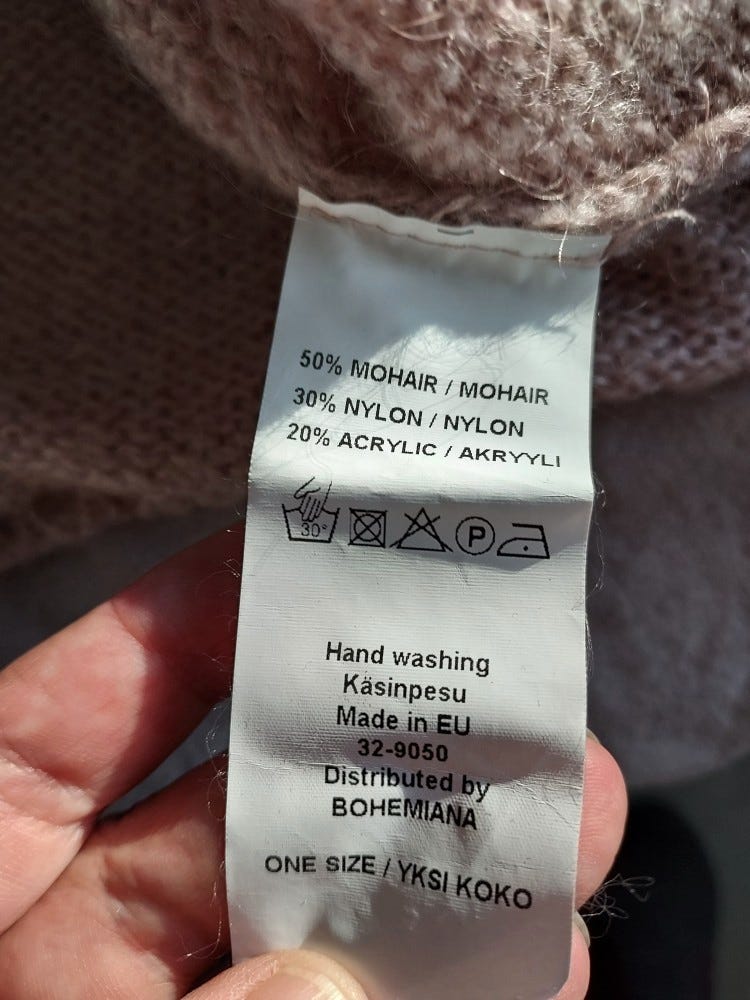 50% MOHAIR / MOHAIR
30% NYLON / NYLON
20% ACRYLIC / AKRYYLI
30° P
Hand washing
Käsinpesu
Made in EU
32-9050
Distributed by
BOHEMIANA
ONE SIZE / YKSI KOKO